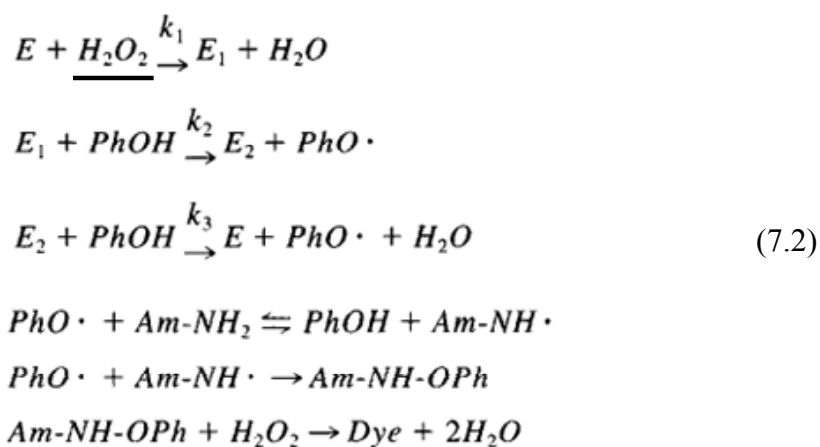 E + H₂O₂ →k₁ E₁ + H₂O
E₁ + PhOH →k₂ E₂ + PhO·
E₂ + PhOH →k₃ E + PhO· + H₂O (7.2)
PhO· + Am-NH₂ ⇋ PhOH + Am-NH·
PhO· + Am-NH· → Am-NH-OPh
Am-NH-OPh + H₂O₂ → Dye + 2H₂O